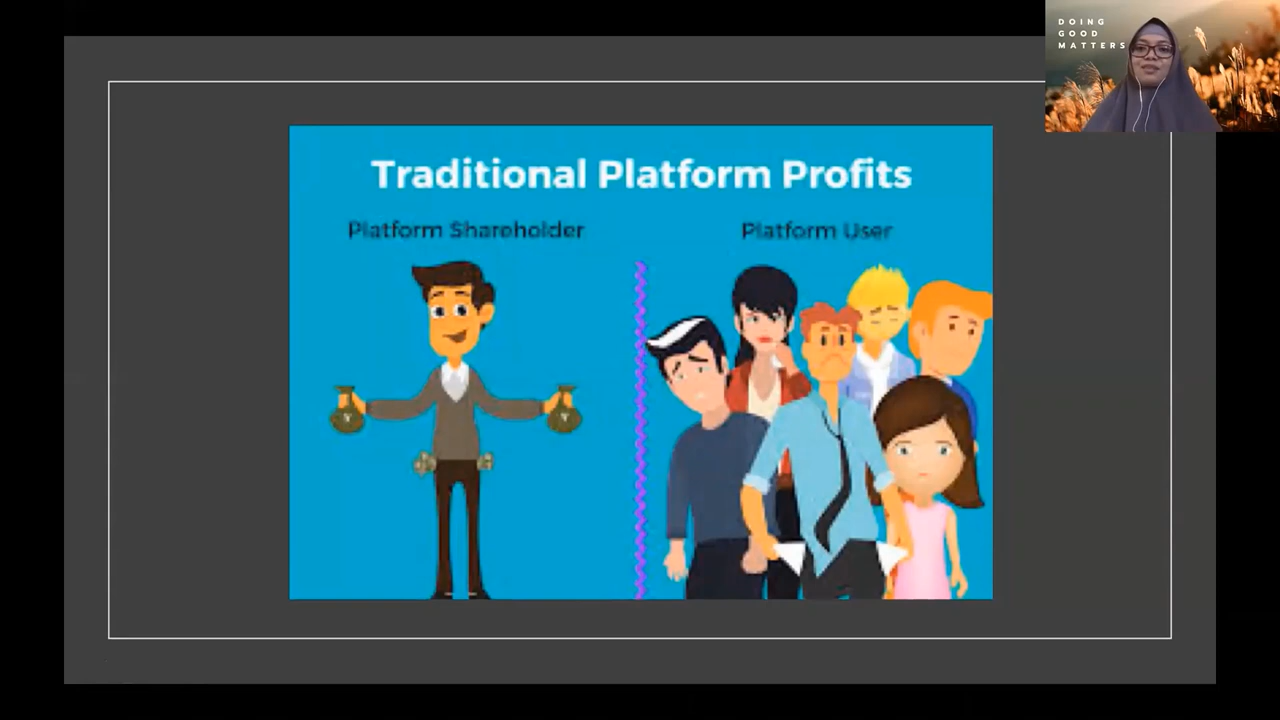 DOING
GOOD
MATTERS
Traditional Platform Profits
Platform Shareholder
Platform User